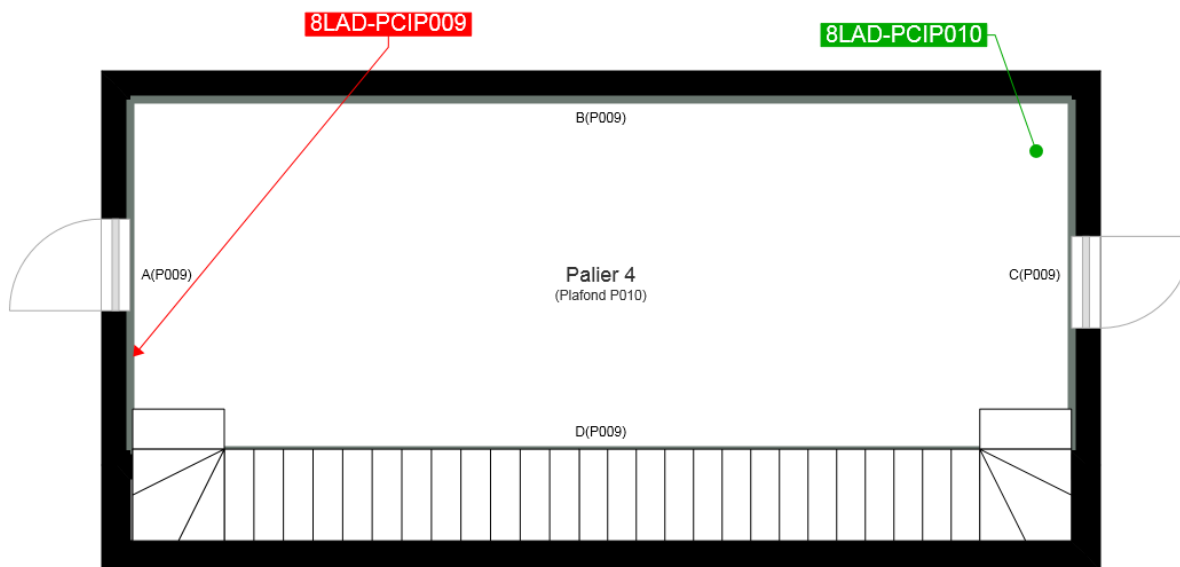 8LAD-PCIP009
8LAD-PCIP010
B(P009)
A(P009)
Palier 4
(Plafond P010)
C(P009)
D(P009)